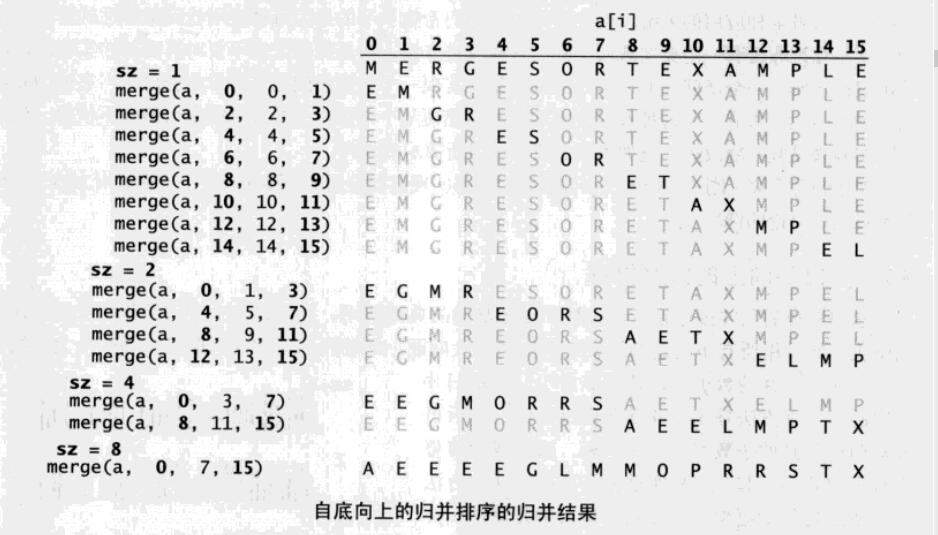 a[i]
0 1 2 3 4 5 6 7 8 9 10 11 12 13 14 15
sz = 1 M E R G E S O R T E X A M P L E
merge(a, 0, 0, 1) E M R G E S O R T E X A M P L E
merge(a, 2, 2, 3) E M G R E S O R T E X A M P L E
merge(a, 4, 4, 5) E M G R E S O R T E X A M P L E
merge(a, 6, 6, 7) E M G R E S O R T E X A M P L E
merge(a, 8, 8, 9) E M G R E S O R E T X A M P L E
merge(a, 10, 10, 11) E M G R E S O R E T A X M P L E
merge(a, 12, 12, 13) E M G R E S O R E T A X M P L E
merge(a, 14, 14, 15) E M G R E S O R E T A X M P E L
sz = 2
merge(a, 0, 1, 3) E G M R E S O R E T A X M P E L
merge(a, 4, 5, 7) E G M R E O R S E T A X M P E L
merge(a, 8, 9, 11) E G M R E O R S A E T X M P E L
merge(a, 12, 13, 15) E G M R E O R S A E T X E L M P
sz = 4
merge(a, 0, 3, 7) E E G M O R R S A E T X E L M P
merge(a, 8, 11, 15) E E G M O R R S A E E L M P T X
sz = 8
merge(a, 0, 7, 15) A E E E E G L M M O P R R S T X
自底向上的归并排序的归并结果